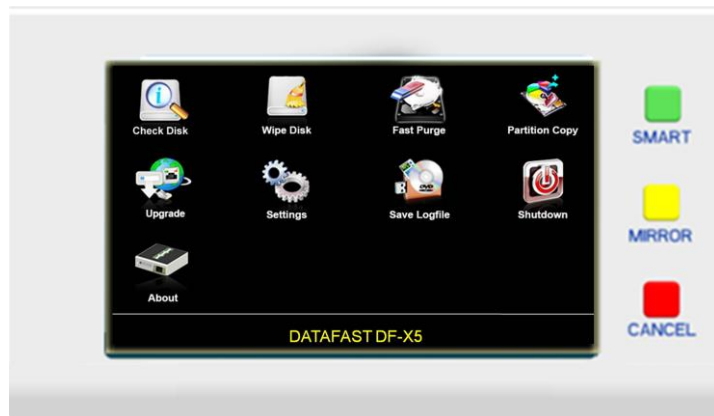 Check Disk
Wipe Disk
Fast Purge
Partition Copy
SMART
Upgrade
Settings
Save Logfile
Shutdown
MIRROR
About
DATAFAST DF-X5
CANCEL